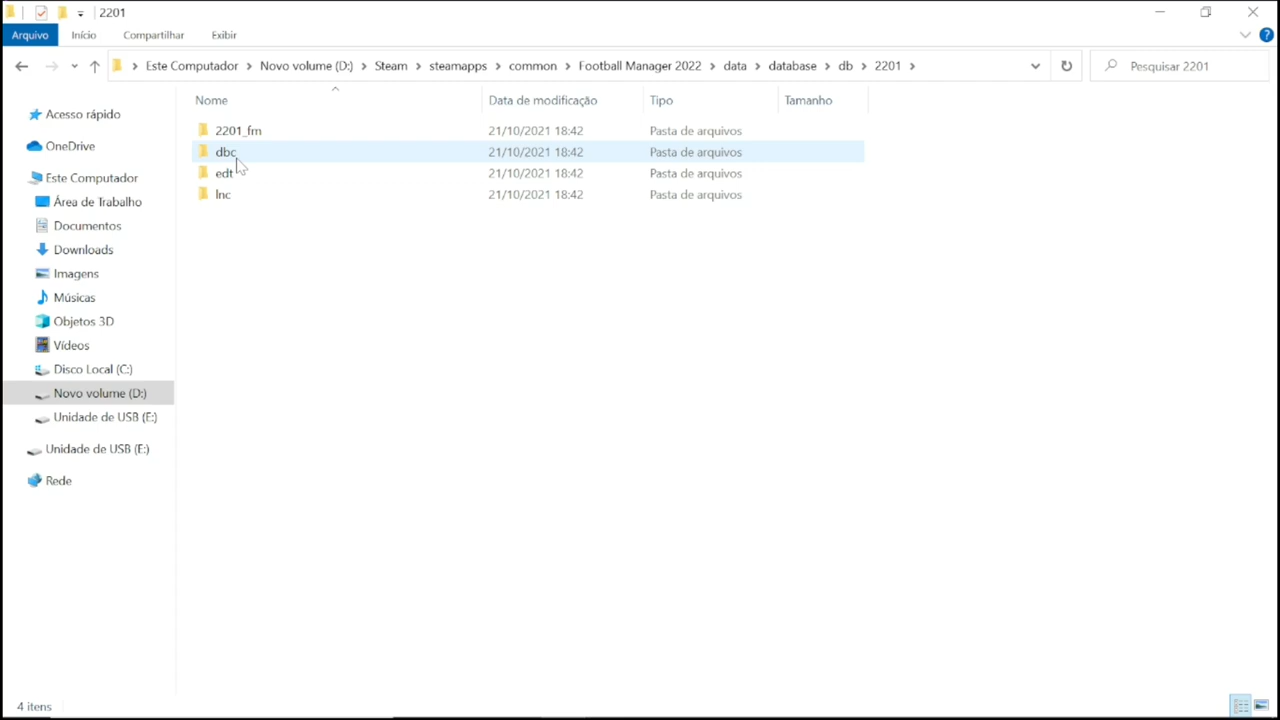 2201
Arquivo Início Compartilhar Exibir
Este Computador > Novo volume (D:) > Steam > steamapps > common > Football Manager 2022 > data > database > db > 2201 >
Pesquisar 2201
Nome Data de modificação Tipo Tamanho
2201_fm 21/10/2021 18:42 Pasta de arquivos
dbc 21/10/2021 18:42 Pasta de arquivos
edt 21/10/2021 18:42 Pasta de arquivos
lnc 21/10/2021 18:42 Pasta de arquivos
Acesso rápido
OneDrive
Este Computador
Área de Trabalho
Documentos
Downloads
Imagens
Músicas
Objetos 3D
Vídeos
Disco Local (C:)
Novo volume (D:)
Unidade de USB (E:)
Unidade de USB (E:)
Rede
4 itens